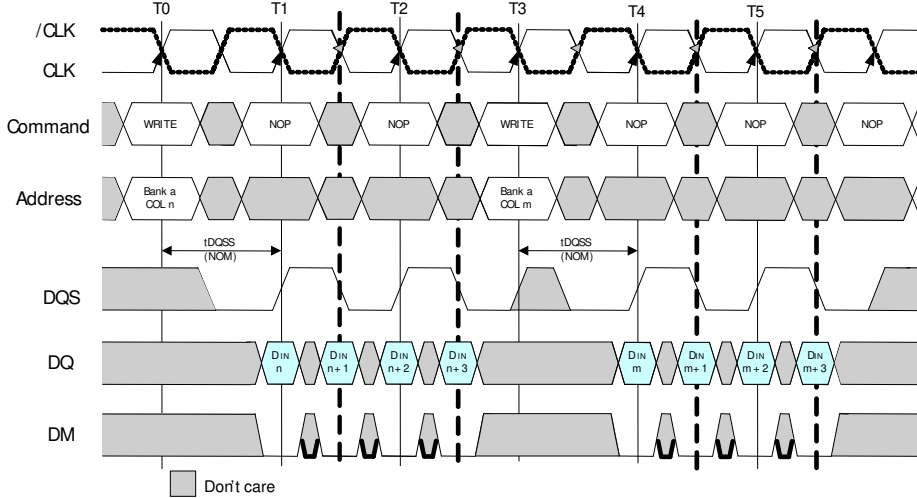 T0 T1 T2 T3 T4 T5
/CLK
CLK
Command WRITE NOP NOP WRITE NOP NOP NOP
Address Bank a COL n Bank a COL m
tDQSS (NOM) tDQSS (NOM)
DQS
DQ DIN n DIN n+1 DIN n+2 DIN n+3 DIN m DIN m+1 DIN m+2 DIN m+3
DM
Don't care